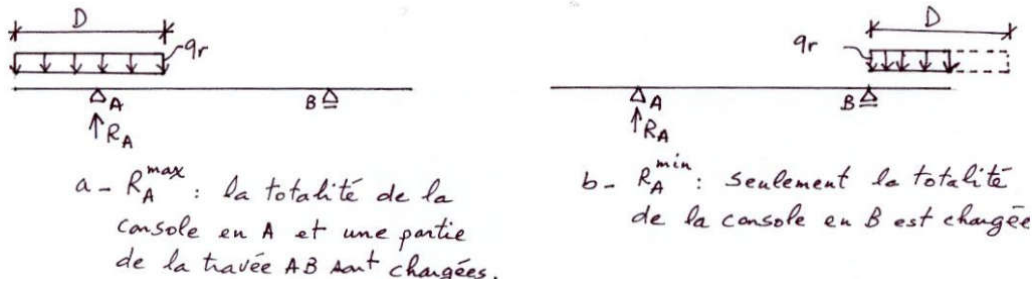 D
qr
A
B
RA
a - RA max : la totalité de la
console en A et une partie
de la travée AB sont chargées.
D
qr
A
B
RA
b - RA min : seulement la totalité
de la console en B est chargée